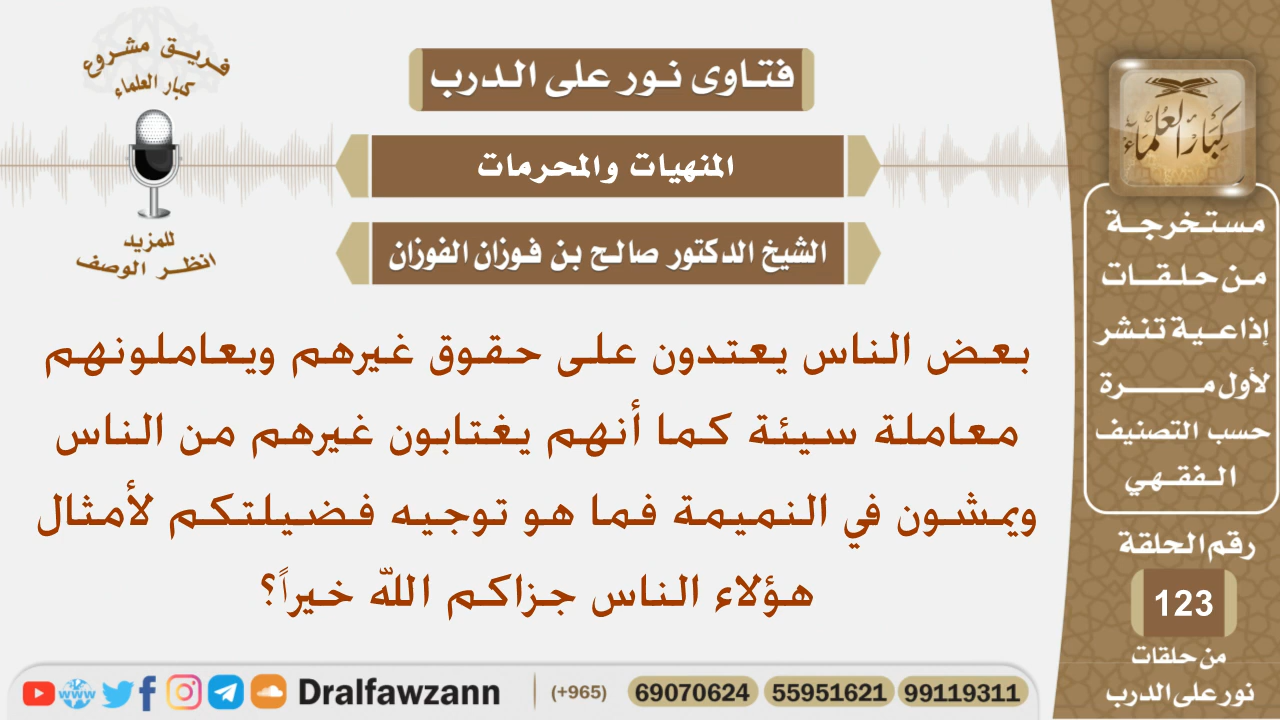 فريق مشروع
كبار العلماء
للمزيد
انظر الوصف
فتاوى نور على الدرب
المنهيات والمحرمات
الشيخ الدكتور صالح بن فوزان الفوزان
بعض الناس يعتدون على حقوق غيرهم ويعاملونهم
معاملة سيئة كما أنهم يغتابون غيرهم من الناس
ويمشون في النميمة فما هو توجيه فضيلتكم لأمثال
هؤلاء الناس جزاكم الله خيراً؟
كبار العلماء
مستخرجة
من حلقات
إذاعية تنشر
لأول مرة
حسب التصنيف
الفقهي
رقم الحلقة
123
من حلقات
نور على الدرب
www
Dralfawzann
(+965) 69070624 55951621 99119311